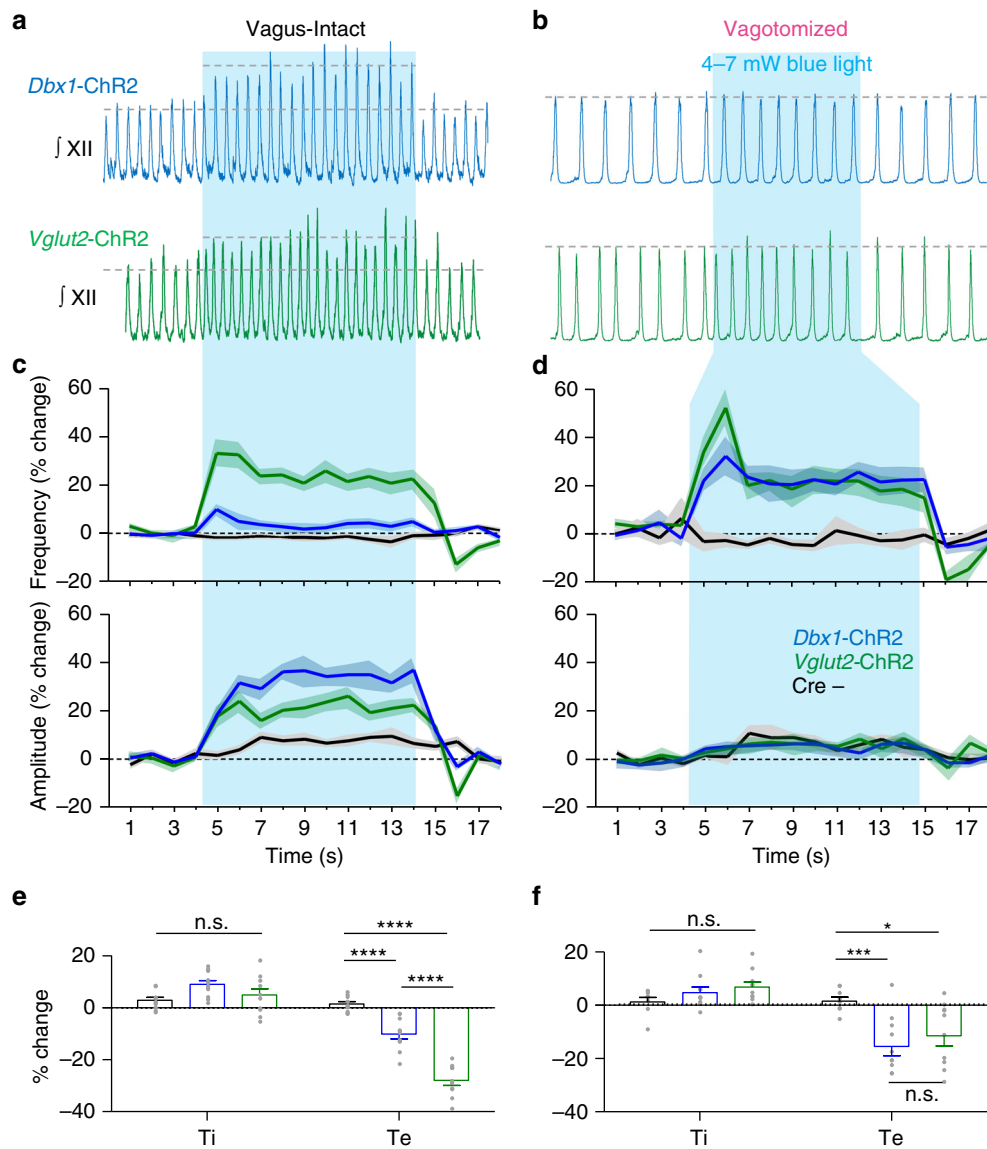 a
Vagus-Intact
b
Vagotomized
4–7 mW blue light
Dbx1-ChR2
∫ XII
Vglut2-ChR2
∫ XII
c
Frequency (% change)
60
40
20
0
–20
d
60
40
20
0
–20
Amplitude (% change)
60
40
20
0
–20
1 3 5 7 9 11 13 15 17
Time (s)
60
40
20
0
–20
Dbx1-ChR2
Vglut2-ChR2
Cre –
1 3 5 7 9 11 13 15 17
Time (s)
e
% change
20
0
–20
–40
n.s.
****
****
****
Ti Te
f
20
0
–20
–40
n.s.
*
***
n.s.
Ti Te